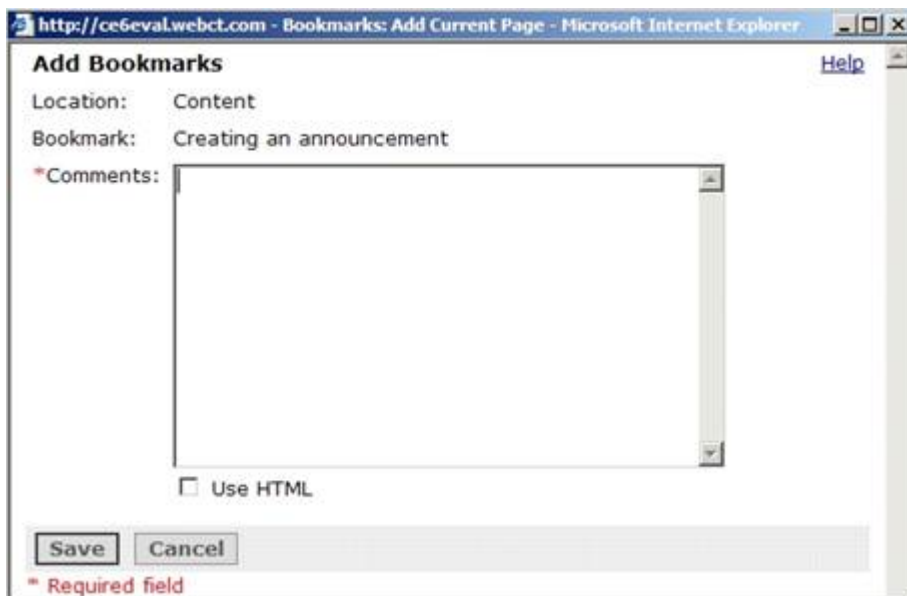 http://ce6eval.webct.com - Bookmarks: Add Current Page - Microsoft Internet Explorer
Add Bookmarks Help
Location: Content
Bookmark: Creating an announcement
*Comments:
Use HTML
Save Cancel
* Required field